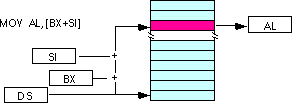 MOV AL,[BX+SI]
AL
SI
+
BX
+
DS